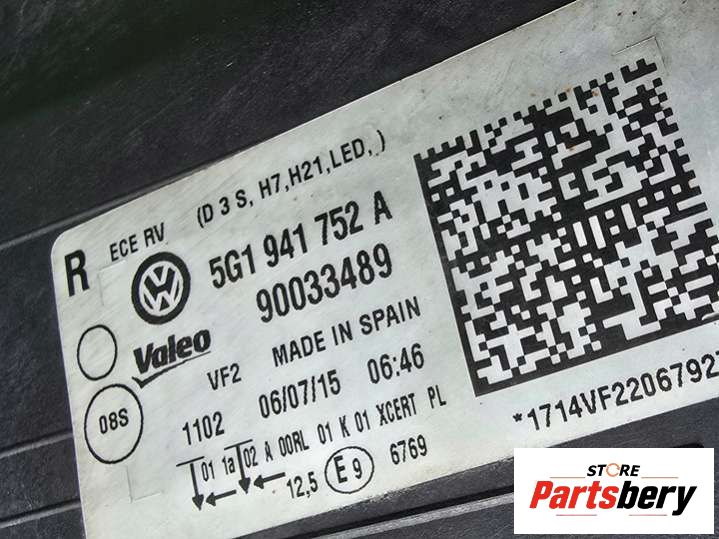 R ECE RV (D 3 S, H7,H21,LED, )
5G1 941 752 A
90033489
Valeo
VF2 MADE IN SPAIN
08S
1102 06/07/15 06:46
01 1a 02 A 00RL 01 K 01 XCERT PL
12,5 E9 6769
*1714VF2206792
STORE
Partsbery